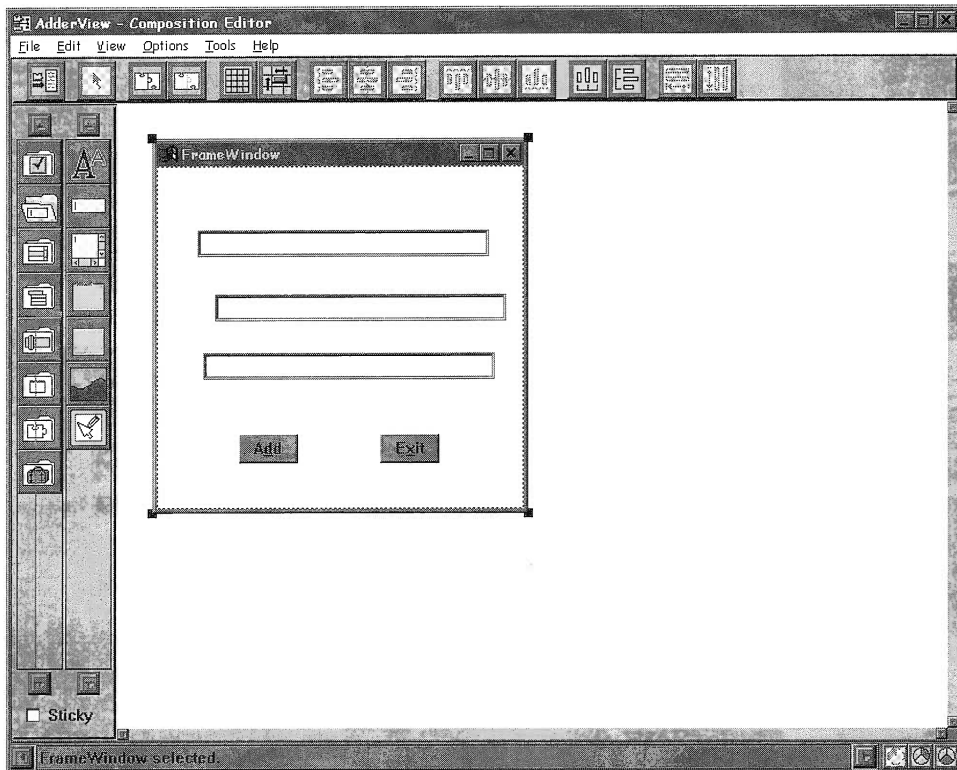 AdderView - Composition Editor
File Edit View Options Tools Help
FrameWindow
Add Exit
Sticky
FrameWindow selected.